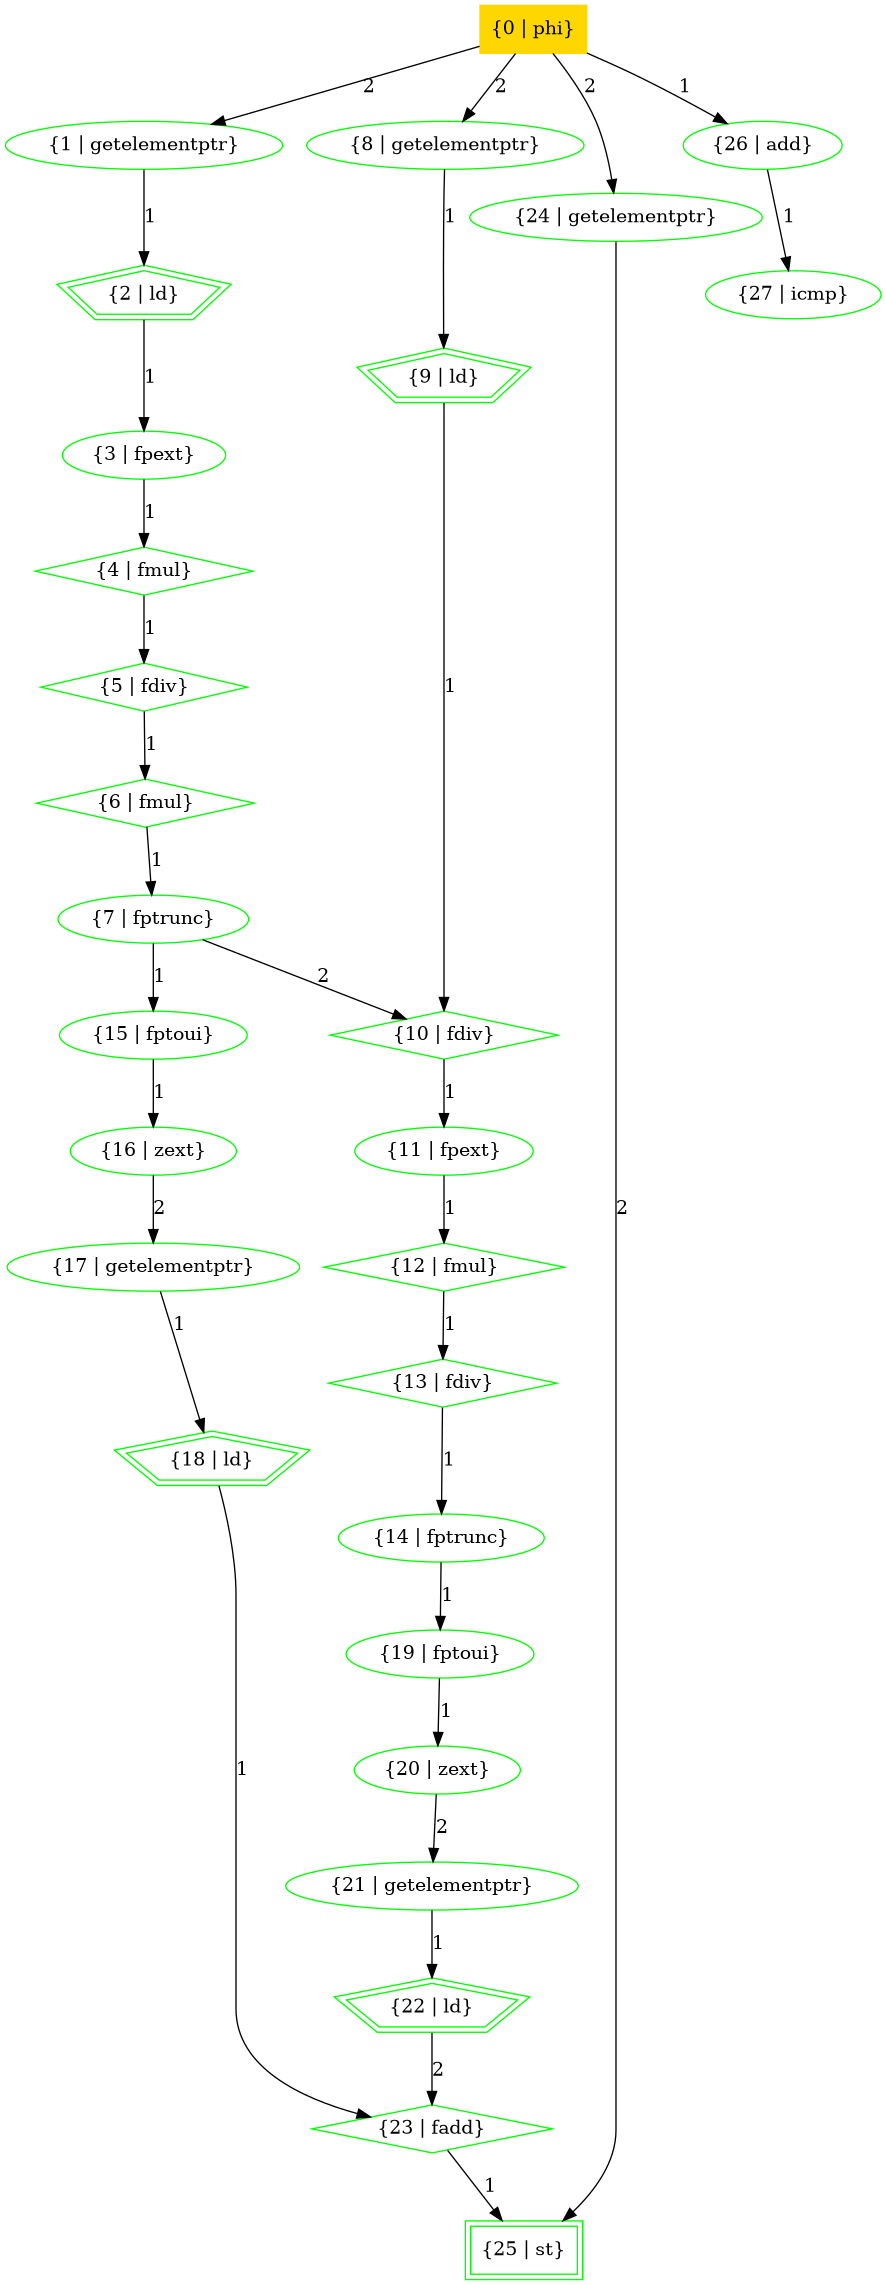 {0 | phi}
2
2
2
1
{1 | getelementptr}
{8 | getelementptr}
{26 | add}
1
1
{24 | getelementptr}
1
{2 | ld}
{27 | icmp}
1
{9 | ld}
{3 | fpext}
1
{4 | fmul}
1
{5 | fdiv}
1
1
{6 | fmul}
1
{7 | fptrunc}
1
2
{15 | fptoui}
{10 | fdiv}
1
1
{16 | zext}
{11 | fpext}
2
1
2
{17 | getelementptr}
{12 | fmul}
1
1
{13 | fdiv}
{18 | ld}
1
{14 | fptrunc}
1
{19 | fptoui}
1
1
{20 | zext}
2
{21 | getelementptr}
1
{22 | ld}
2
{23 | fadd}
1
{25 | st}